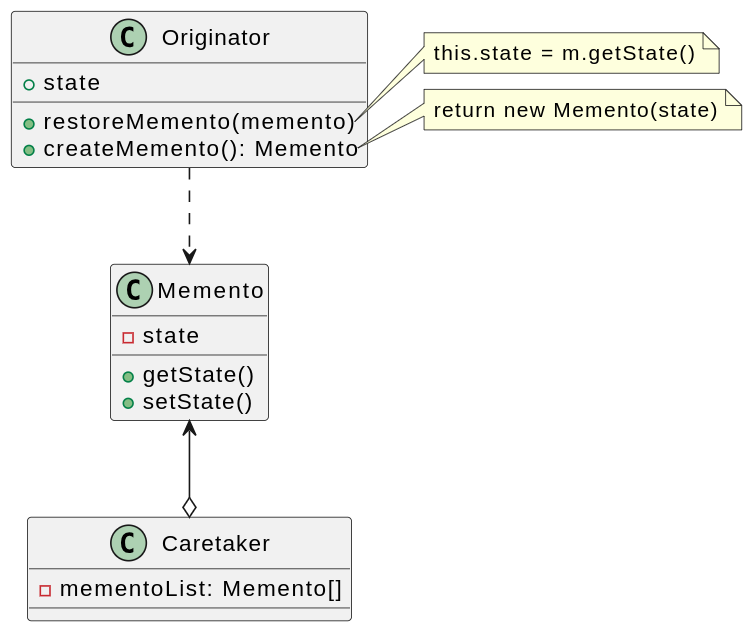 C Originator
state
restoreMemento(memento)
createMemento(): Memento
this.state = m.getState()
return new Memento(state)
C Memento
state
getState()
setState()
C Caretaker
mementoList: Memento[]